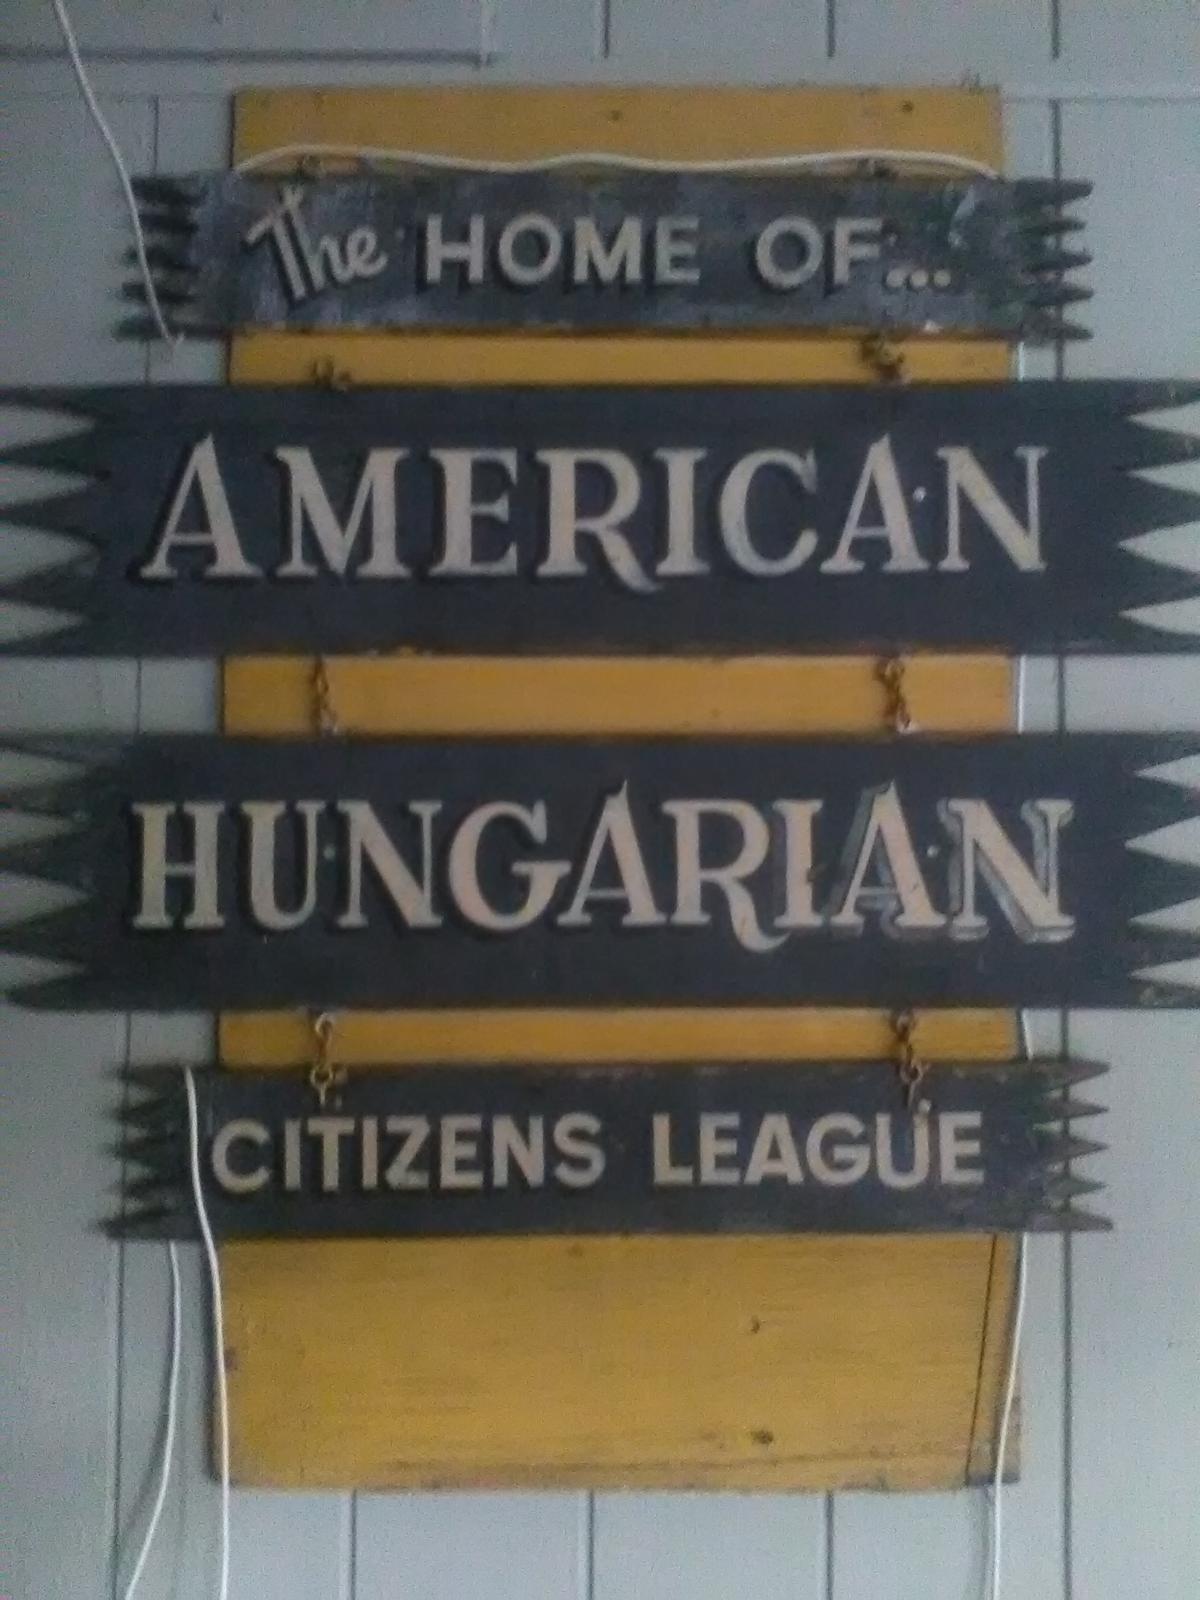 The HOME OF...
AMERICAN
HUNGARIAN
CITIZENS LEAGUE